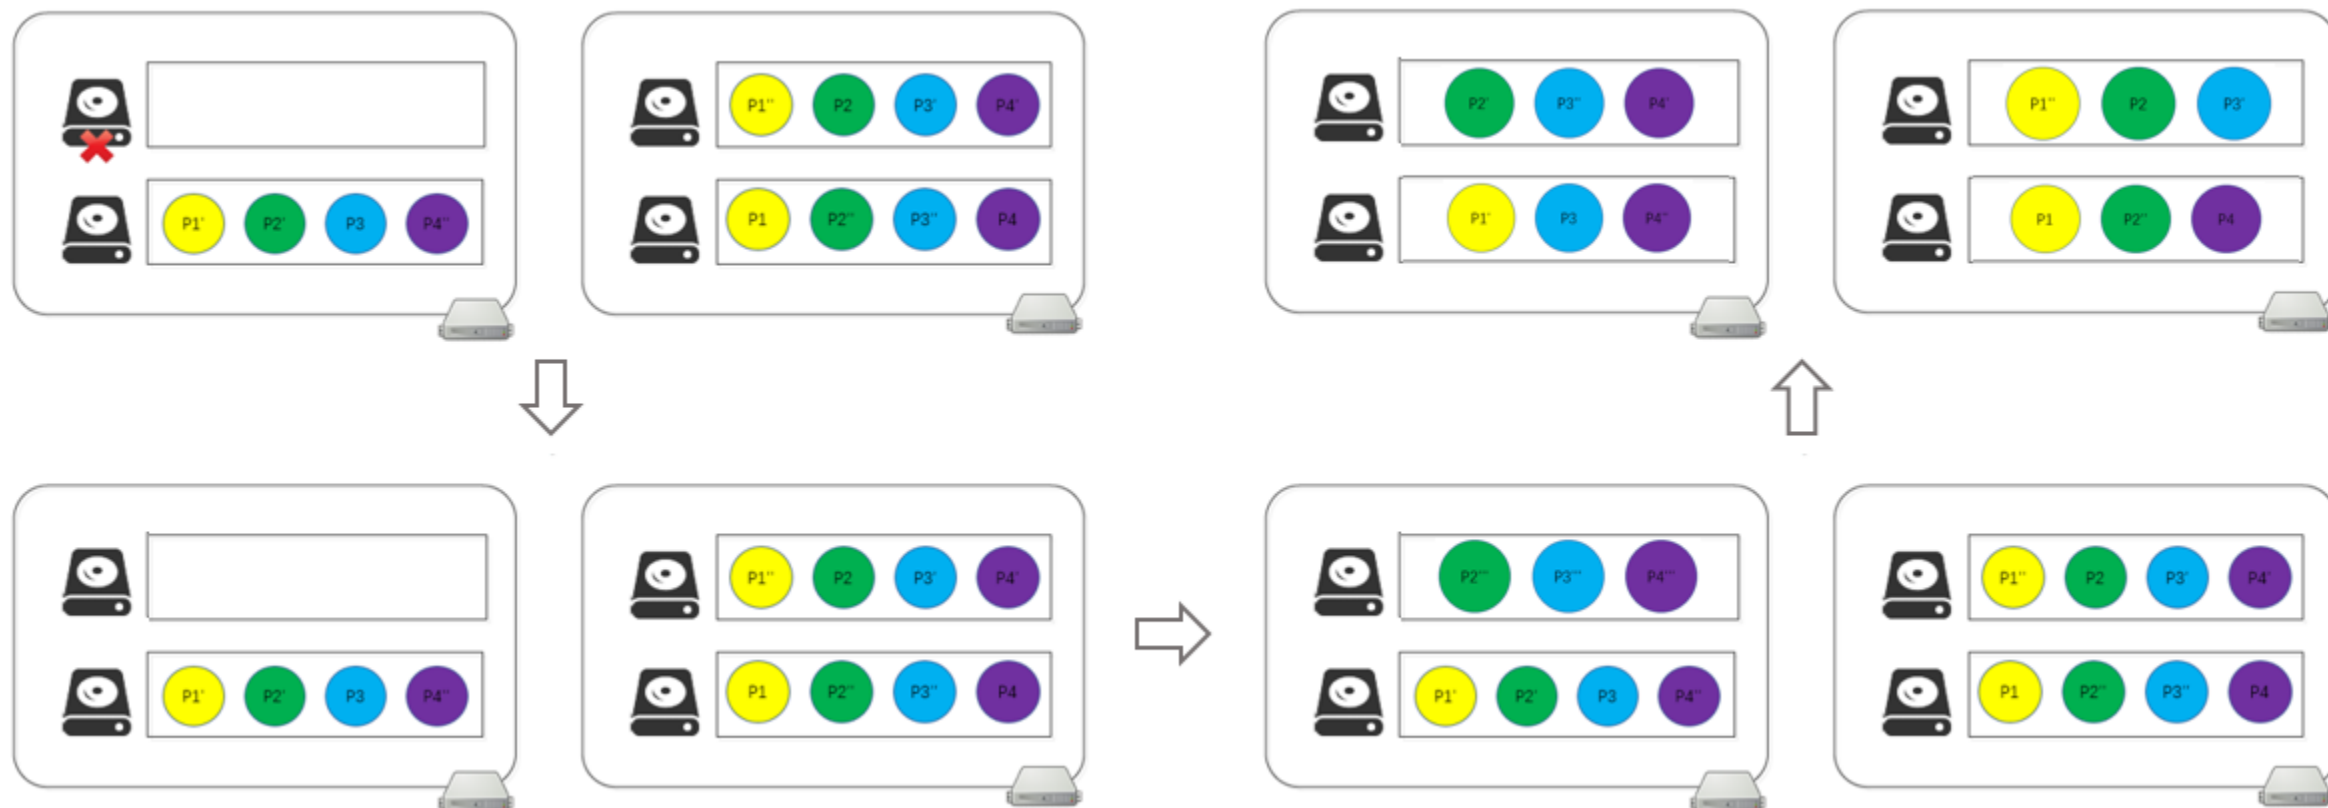 P1'' P2 P3' P4'
P1' P2' P3 P4''
P1 P2'' P3'' P4
P2' P3'' P4'
P1'' P2 P3'
P1' P3 P4''
P1 P2'' P4
P1'' P2 P3' P4'
P1' P2' P3 P4''
P1 P2'' P3'' P4
P2''' P3''' P4'''
P1'' P2 P3' P4'
P1' P2' P3 P4''
P1 P2'' P3'' P4